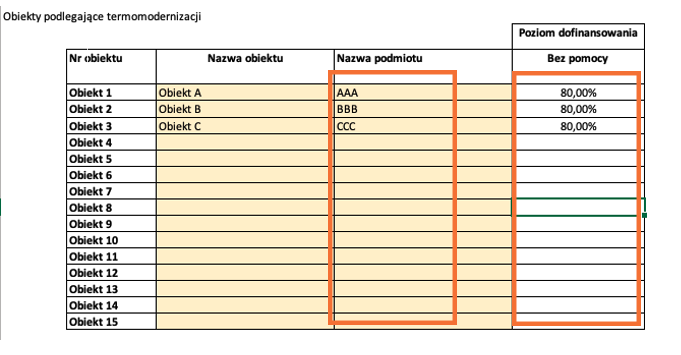 Obiekty podlegające termomodernizacji
Poziom dofinansowania
Nr obiektu Nazwa obiektu Nazwa podmiotu Bez pomocy
Obiekt 1 Obiekt A AAA 80,00%
Obiekt 2 Obiekt B BBB 80,00%
Obiekt 3 Obiekt C CCC 80,00%
Obiekt 4
Obiekt 5
Obiekt 6
Obiekt 7
Obiekt 8
Obiekt 9
Obiekt 10
Obiekt 11
Obiekt 12
Obiekt 13
Obiekt 14
Obiekt 15